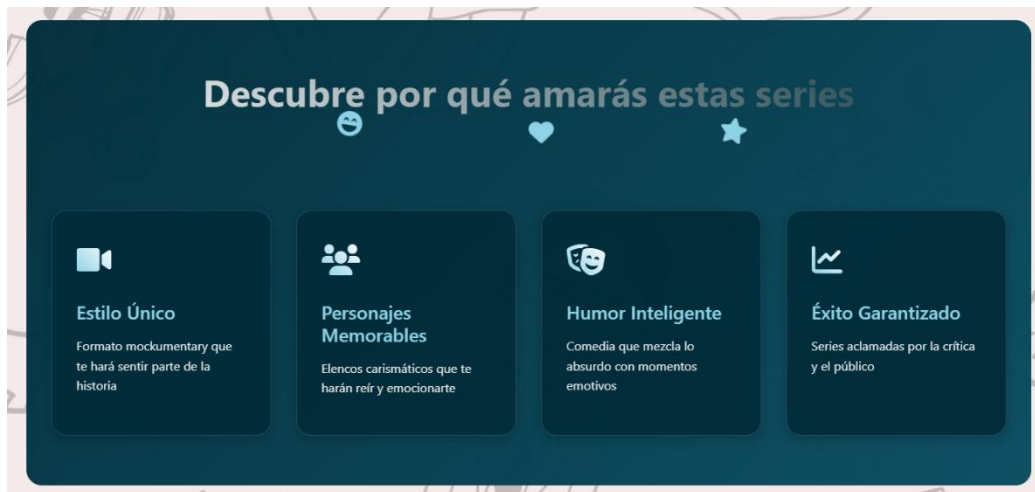 Descubre por qué amarás estas series
Estilo Único
Formato mockumentary que
te hará sentir parte de la
historia
Personajes
Memorables
Elencos carismáticos que te
harán reír y emocionarte
Humor Inteligente
Comedia que mezcla lo
absurdo con momentos
emotivos
Éxito Garantizado
Series aclamadas por la crítica
y el público